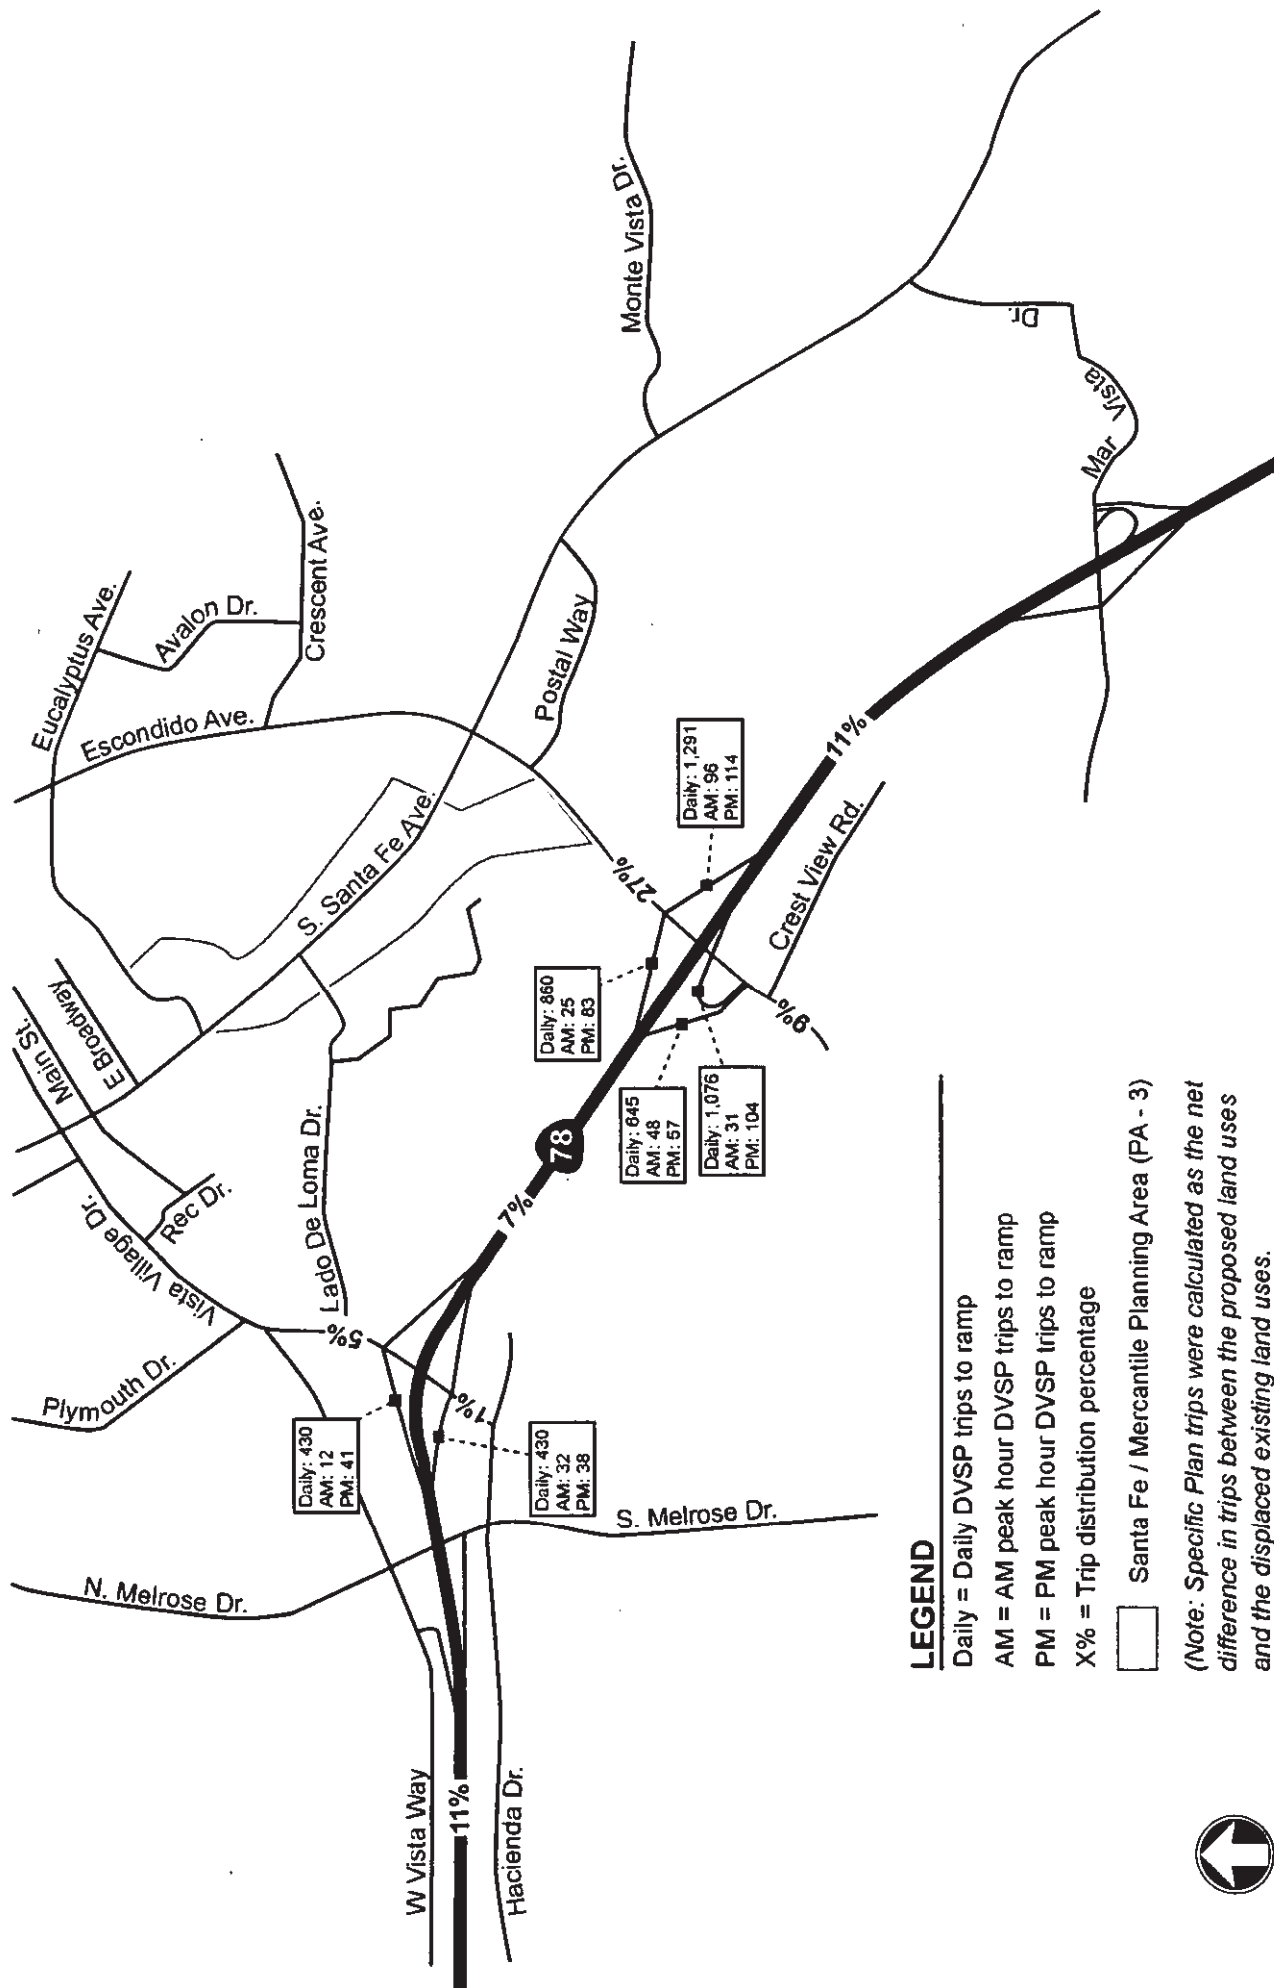 Eucalyptus Ave.
Avalon Dr.
Crescent Ave.
Escondido Ave.
Monte Vista Dr.
Main St.
E Broadway
S. Santa Fe Ave.
Postal Way
Vista Village Dr.
Rec Dr.
Plymouth Dr.
Lado De Loma Dr.
N. Melrose Dr.
S. Melrose Dr.
W Vista Way
Hacienda Dr.
Crest View Rd.
Mar Vista Dr.
78
11%
7%
11%
5%
1%
27%
9%
Daily: 430
AM: 12
PM: 41
Daily: 430
AM: 32
PM: 38
Daily: 860
AM: 25
PM: 83
Daily: 645
AM: 48
PM: 57
Daily: 1,076
AM: 31
PM: 104
Daily: 1,291
AM: 96
PM: 114
LEGEND
Daily = Daily DVSP trips to ramp
AM = AM peak hour DVSP trips to ramp
PM = PM peak hour DVSP trips to ramp
X% = Trip distribution percentage
Santa Fe / Mercantile Planning Area (PA - 3)
(Note: Specific Plan trips were calculated as the net
difference in trips between the proposed land uses
and the displaced existing land uses.